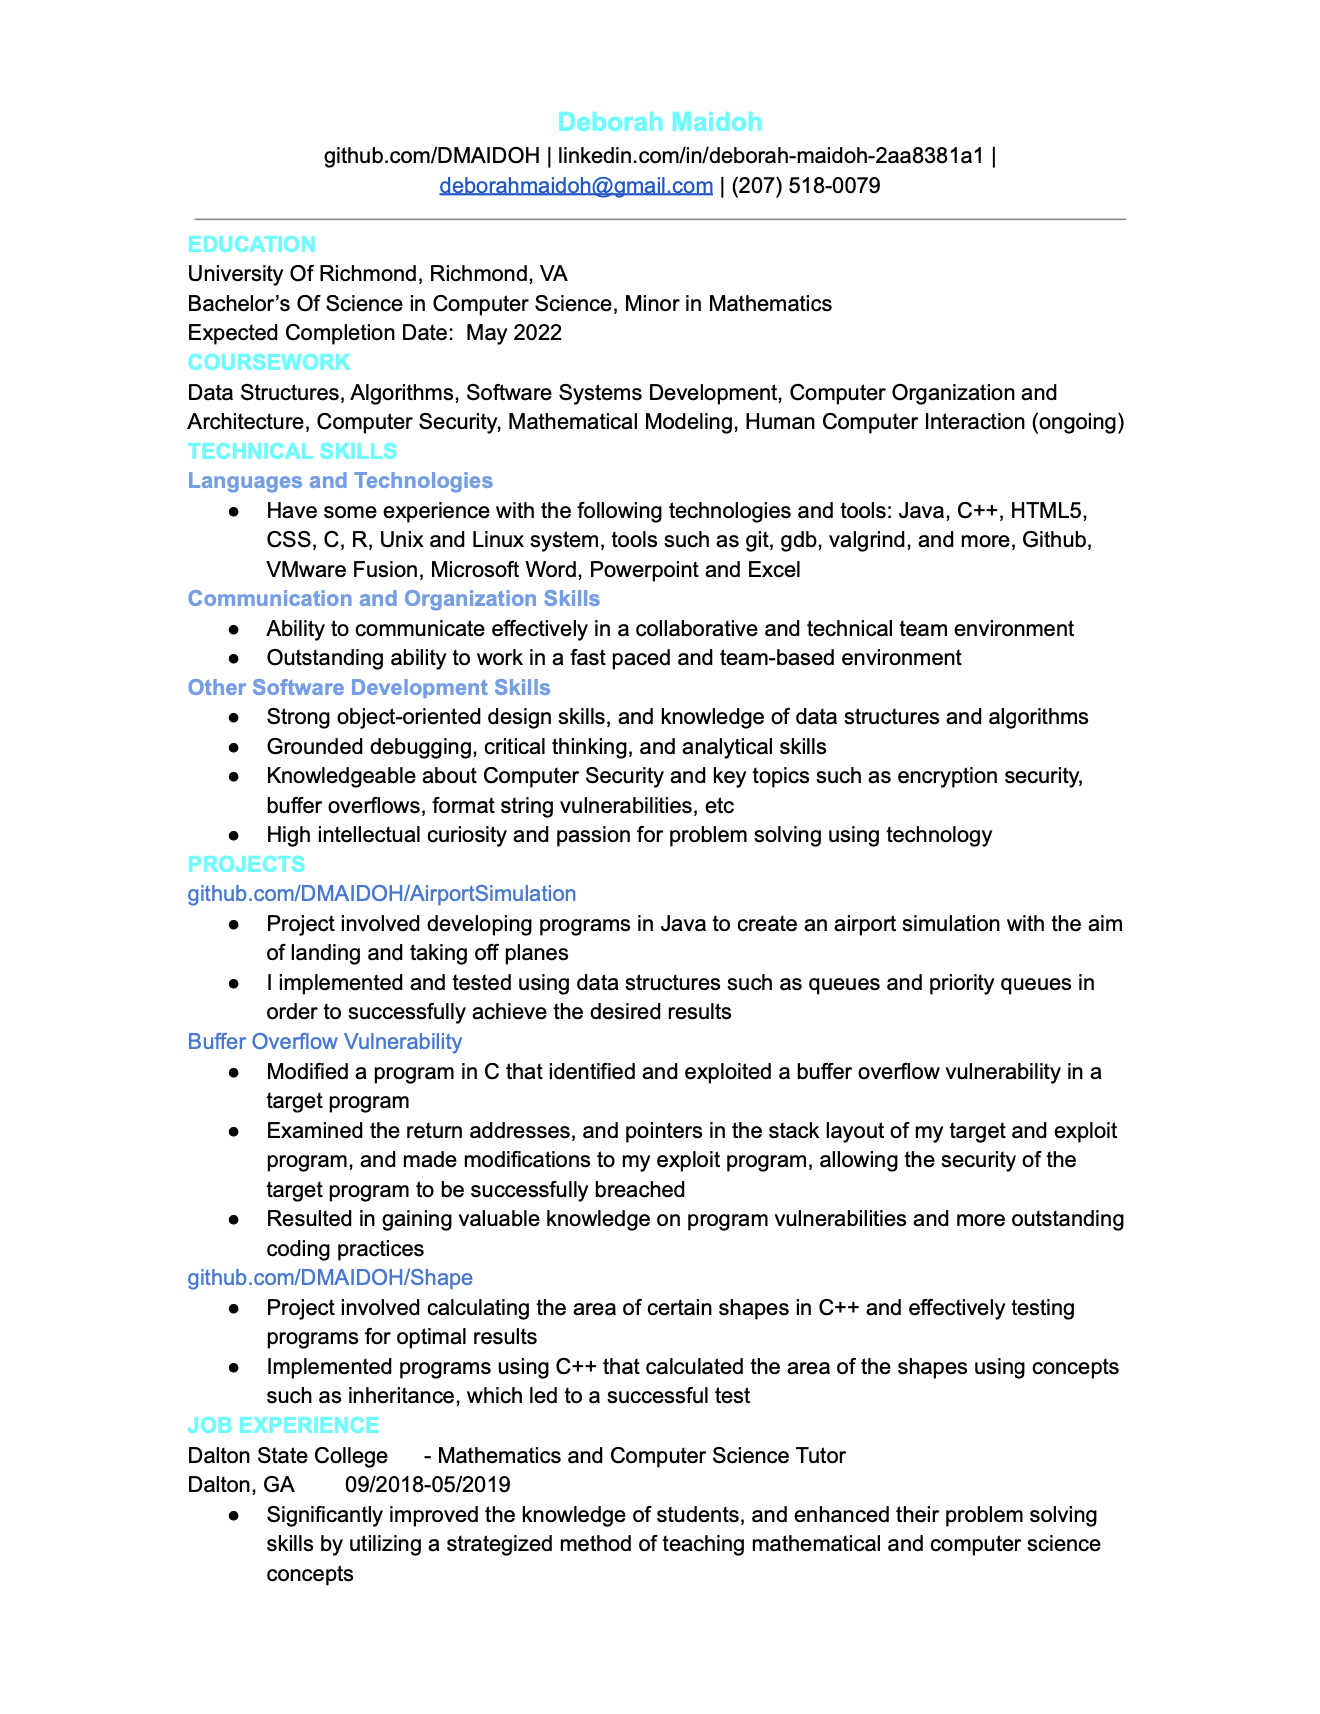 Deborah Maidoh
github.com/DMAIDOH | linkedin.com/in/deborah-maidoh-2aa8381a1 |
deborahmaidoh@gmail.com | (207) 518-0079
EDUCATION
University Of Richmond, Richmond, VA
Bachelor’s Of Science in Computer Science, Minor in Mathematics
Expected Completion Date:  May 2022
COURSEWORK
Data Structures, Algorithms, Software Systems Development, Computer Organization and
Architecture, Computer Security, Mathematical Modeling, Human Computer Interaction (ongoing)
TECHNICAL SKILLS
Languages and Technologies
● Have some experience with the following technologies and tools: Java, C++, HTML5,
CSS, C, R, Unix and Linux system, tools such as git, gdb, valgrind, and more, Github,
VMware Fusion, Microsoft Word, Powerpoint and Excel
Communication and Organization Skills
● Ability to communicate effectively in a collaborative and technical team environment
● Outstanding ability to work in a fast paced and team-based environment
Other Software Development Skills
● Strong object-oriented design skills, and knowledge of data structures and algorithms
● Grounded debugging, critical thinking, and analytical skills
● Knowledgeable about Computer Security and key topics such as encryption security,
buffer overflows, format string vulnerabilities, etc
● High intellectual curiosity and passion for problem solving using technology
PROJECTS
github.com/DMAIDOH/AirportSimulation
● Project involved developing programs in Java to create an airport simulation with the aim
of landing and taking off planes
● I implemented and tested using data structures such as queues and priority queues in
order to successfully achieve the desired results
Buffer Overflow Vulnerability
● Modified a program in C that identified and exploited a buffer overflow vulnerability in a
target program
● Examined the return addresses, and pointers in the stack layout of my target and exploit
program, and made modifications to my exploit program, allowing the security of the
target program to be successfully breached
● Resulted in gaining valuable knowledge on program vulnerabilities and more outstanding
coding practices
github.com/DMAIDOH/Shape
● Project involved calculating the area of certain shapes in C++ and effectively testing
programs for optimal results
● Implemented programs using C++ that calculated the area of the shapes using concepts
such as inheritance, which led to a successful test
JOB EXPERIENCE
Dalton State College - Mathematics and Computer Science Tutor
Dalton, GA 09/2018-05/2019
● Significantly improved the knowledge of students, and enhanced their problem solving
skills by utilizing a strategized method of teaching mathematical and computer science
concepts